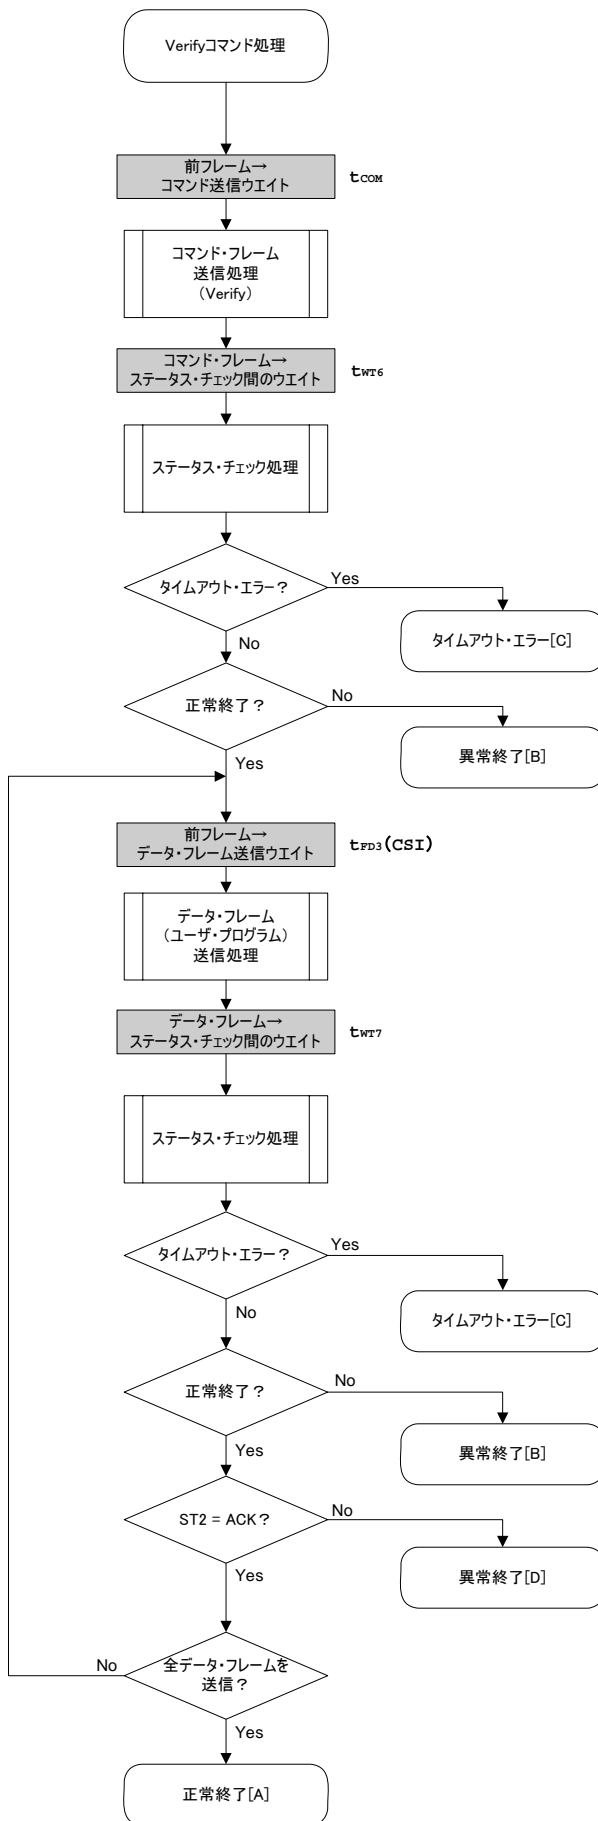 Verifyコマンド処理
前フレーム→
コマンド送信ウエイト
tCOM
コマンド・フレーム
送信処理
（Verify）
コマンド・フレーム→
ステータス・チェック間のウエイト
tWT6
ステータス・チェック処理
タイムアウト・エラー？
Yes
タイムアウト・エラー[C]
No
正常終了？
No
異常終了[B]
Yes
前フレーム→
データ・フレーム送信ウエイト
tFD3(CSI)
データ・フレーム
（ユーザ・プログラム）
送信処理
データ・フレーム→
ステータス・チェック間のウエイト
tWT7
ステータス・チェック処理
タイムアウト・エラー？
Yes
タイムアウト・エラー[C]
No
正常終了？
No
異常終了[B]
Yes
ST2 = ACK？
No
異常終了[D]
Yes
全データ・フレームを
送信？
No
Yes
正常終了[A]